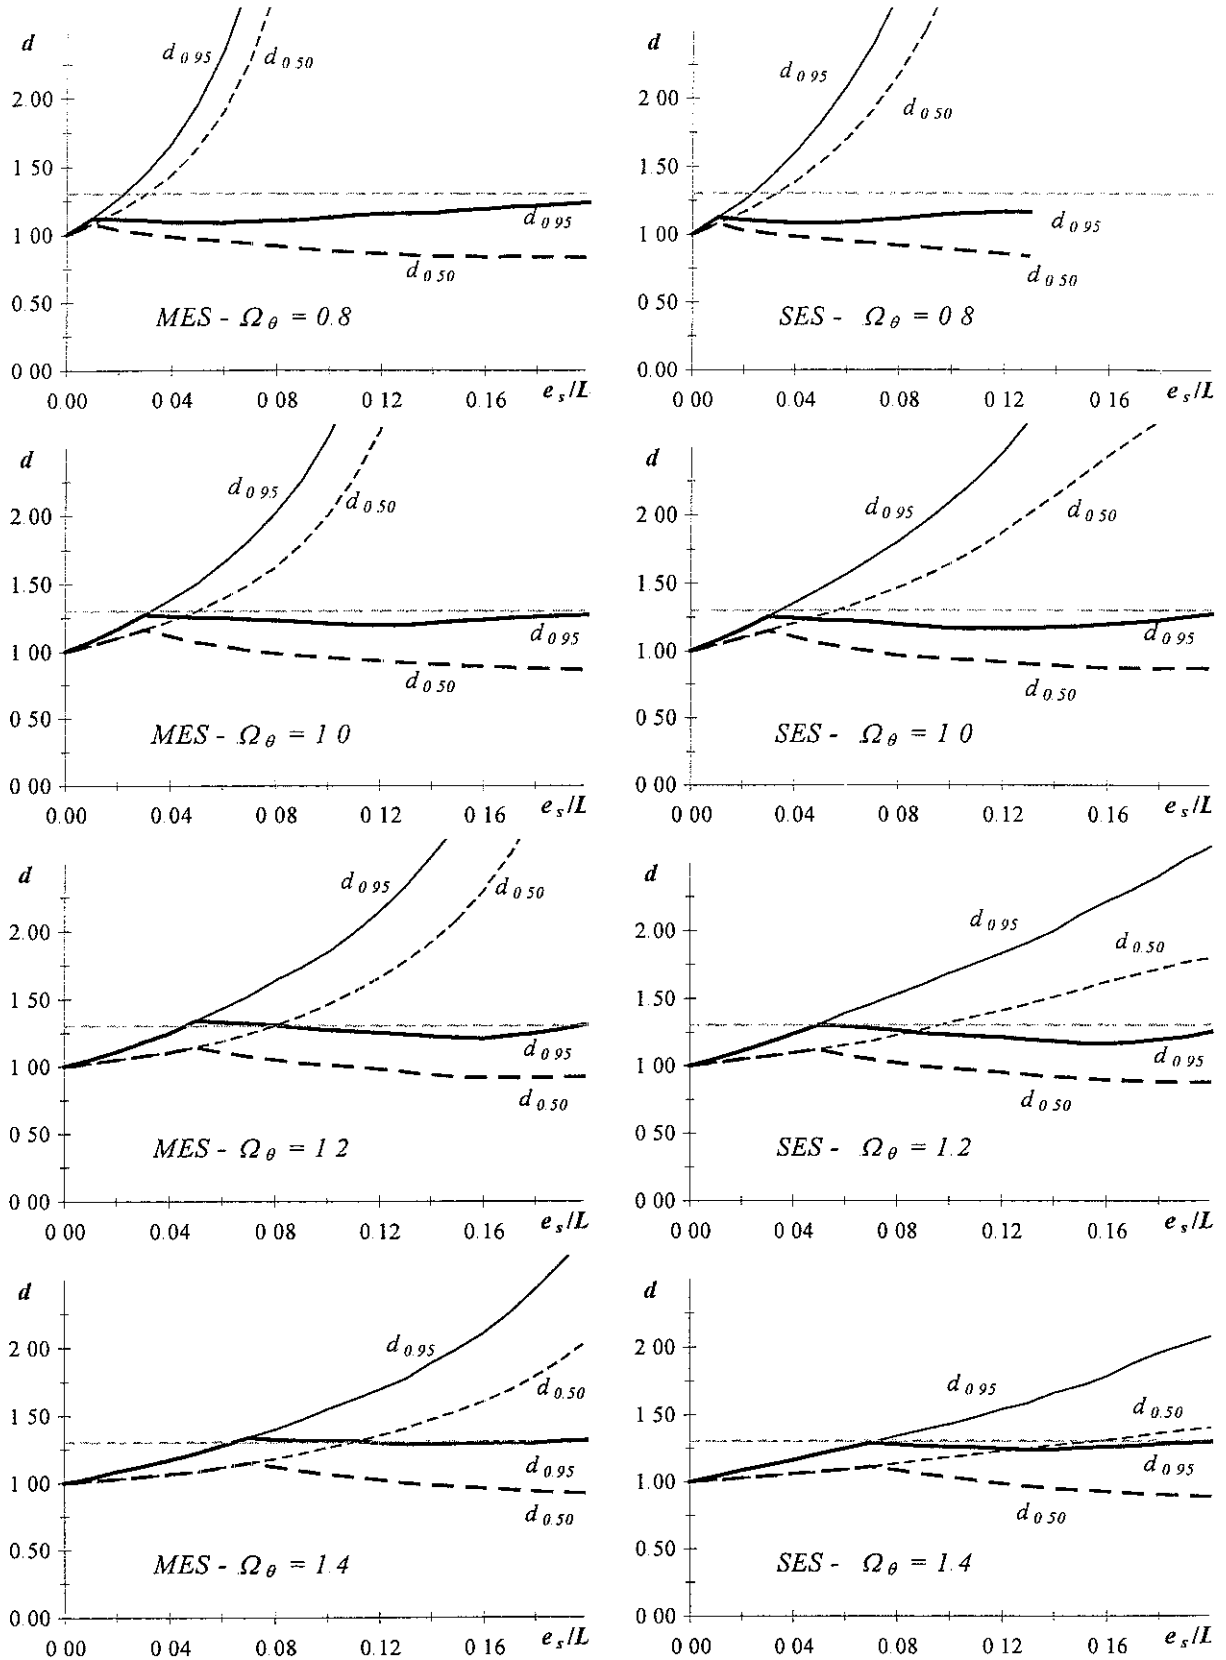 d
d 0 95
d 0 50
2 00
1 50
1 00
0 50
0 00
d 0 95
d 0 50
MES - Ω θ = 0.8
0 00 0 04 0 08 0 12 0 16 e s /L
d
d 0 95
d 0 50
2 00
1 50
1 00
0 50
0 00
d 0 95
d 0 50
SES - Ω θ = 0 8
0 00 0 04 0 08 0 12 0 16 e s /L
d
d 0 95
d 0 50
2 00
1 50
1 00
0 50
0 00
d 0 95
d 0 50
MES - Ω θ = 1 0
0 00 0 04 0 08 0 12 0 16 e s /L
d
d 0 95
d 0 50
2 00
1 50
1 00
0 50
0 00
d 0 95
d 0 50
SES - Ω θ = 1 0
0 00 0 04 0 08 0 12 0 16 e s /L
d
d 0 95
d 0 50
2 00
1 50
1 00
0 50
0 00
d 0 95
d 0.50
MES - Ω θ = 1 2
0 00 0.04 0 08 0 12 0.16 e s /L
d
d 0 95
d 0.50
2 00
1 50
1 00
0 50
0 00
d 0 95
d 0.50
SES - Ω θ = 1.2
0 00 0 04 0 08 0 12 0 16 e s /L
d
d 0.95
d 0.50
2 00
1 50
1 00
0 50
0 00
d 0.95
d 0.50
MES - Ω θ = 1.4
0 00 0.04 0.08 0.12 0 16 e s /L
d
d 0 95
d 0.50
2 00
1 50
1 00
0 50
0 00
d 0 95
d 0.50
SES - Ω θ = 1.4
0 00 0 04 0 08 0 12 0 16 e s /L